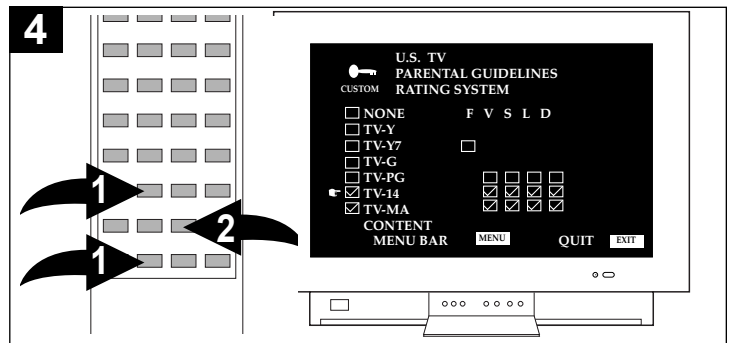 4
1
2
1
U.S. TV
PARENTAL GUIDELINES
CUSTOM RATING SYSTEM
NONE F V S L D
TV-Y
TV-Y7
TV-G
TV-PG
TV-14
TV-MA
CONTENT
MENU BAR MENU QUIT EXIT